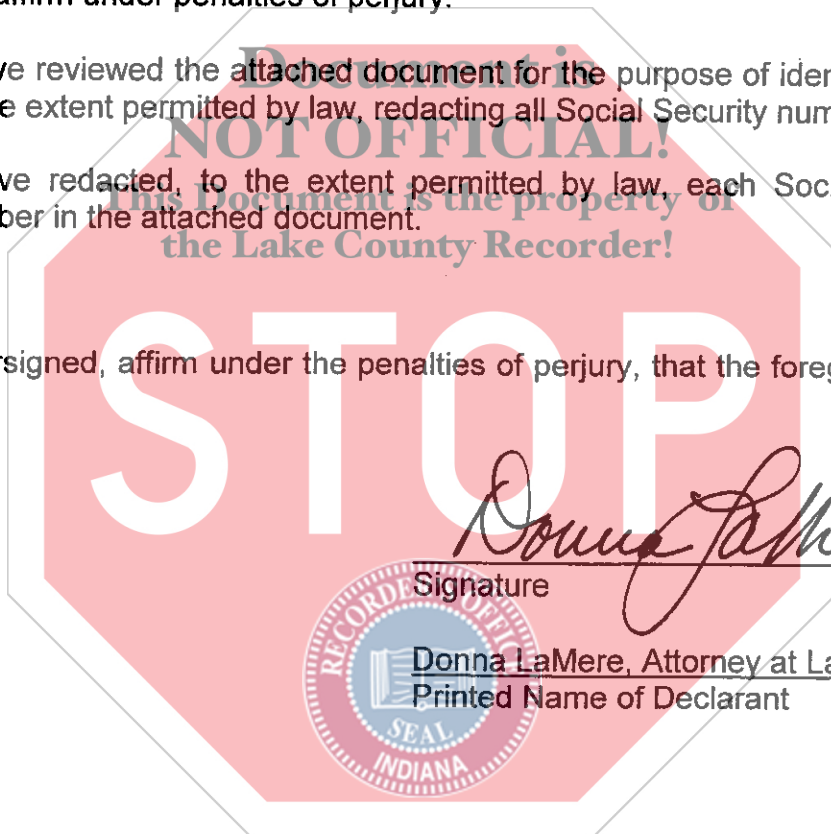 affirm under penalties of perjury:
Document is
ve reviewed the attached document for the purpose of iden
e extent permitted by law, redacting all Social Security num
NOT OFFICIAL!
ve redacted, to the extent permitted by law, each Soc
This Document is the property of
ber in the attached document.
the Lake County Recorder!
STOP
rsigned, affirm under the penalties of perjury, that the foreg
Donna LaM
Signature
RECORDER'S OFFICE
Donna LaMere, Attorney at La
Printed Name of Declarant
SEAL
INDIANA